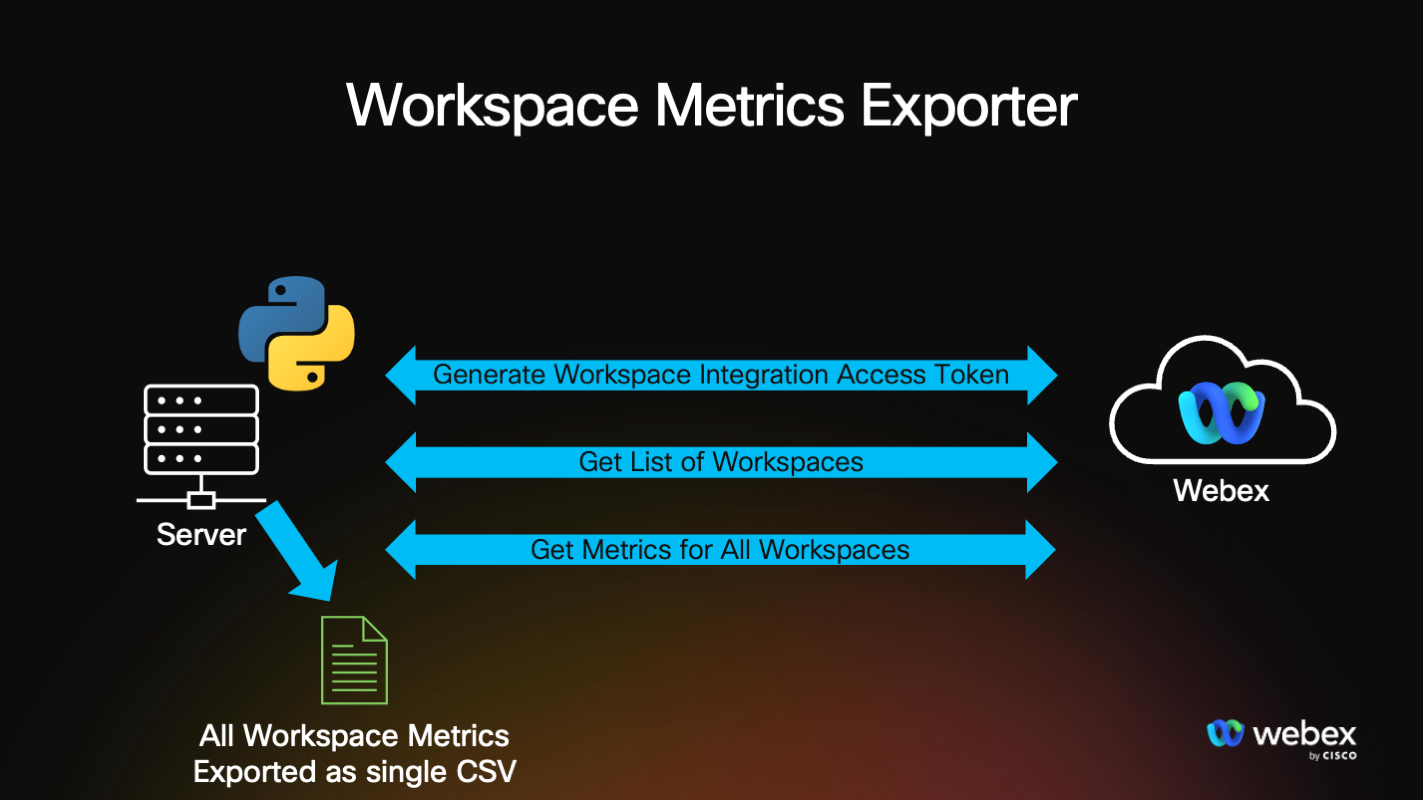 Workspace Metrics Exporter
Generate Workspace Integration Access Token
Get List of Workspaces
Webex
Server
Get Metrics for All Workspaces
All Workspace Metrics
Exported as single CSV
webex
by CISCO